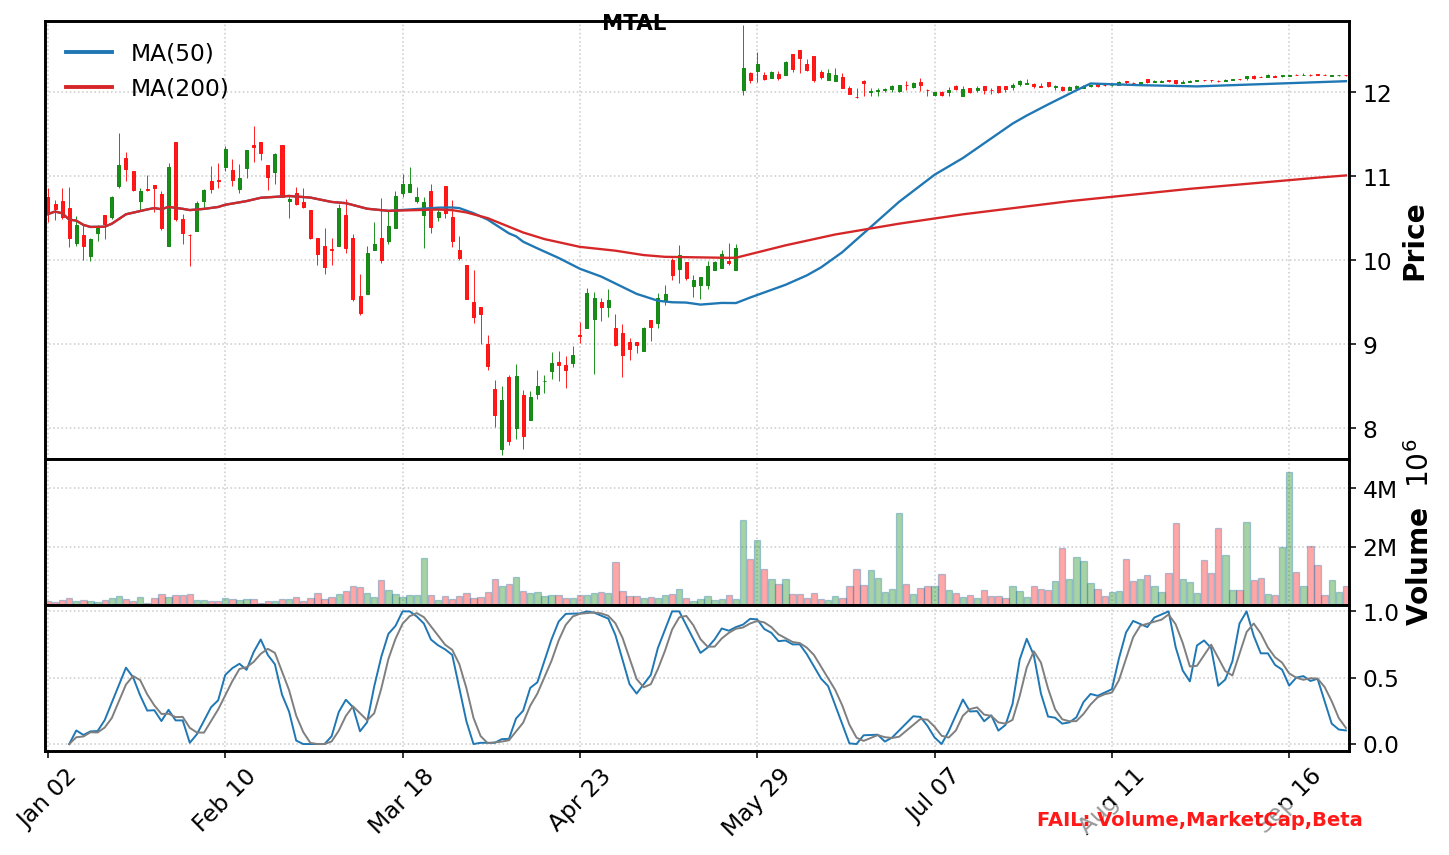 MTAL
MA(50)
MA(200)
12
11
10
9
8
Price
4M
2M
Volume 10^6
1.0
0.5
0.0
Jan 02
Feb 10
Mar 18
Apr 23
May 29
Jul 07
Aug 11
Sep 16
FAIL: Volume,MarketCap,Beta